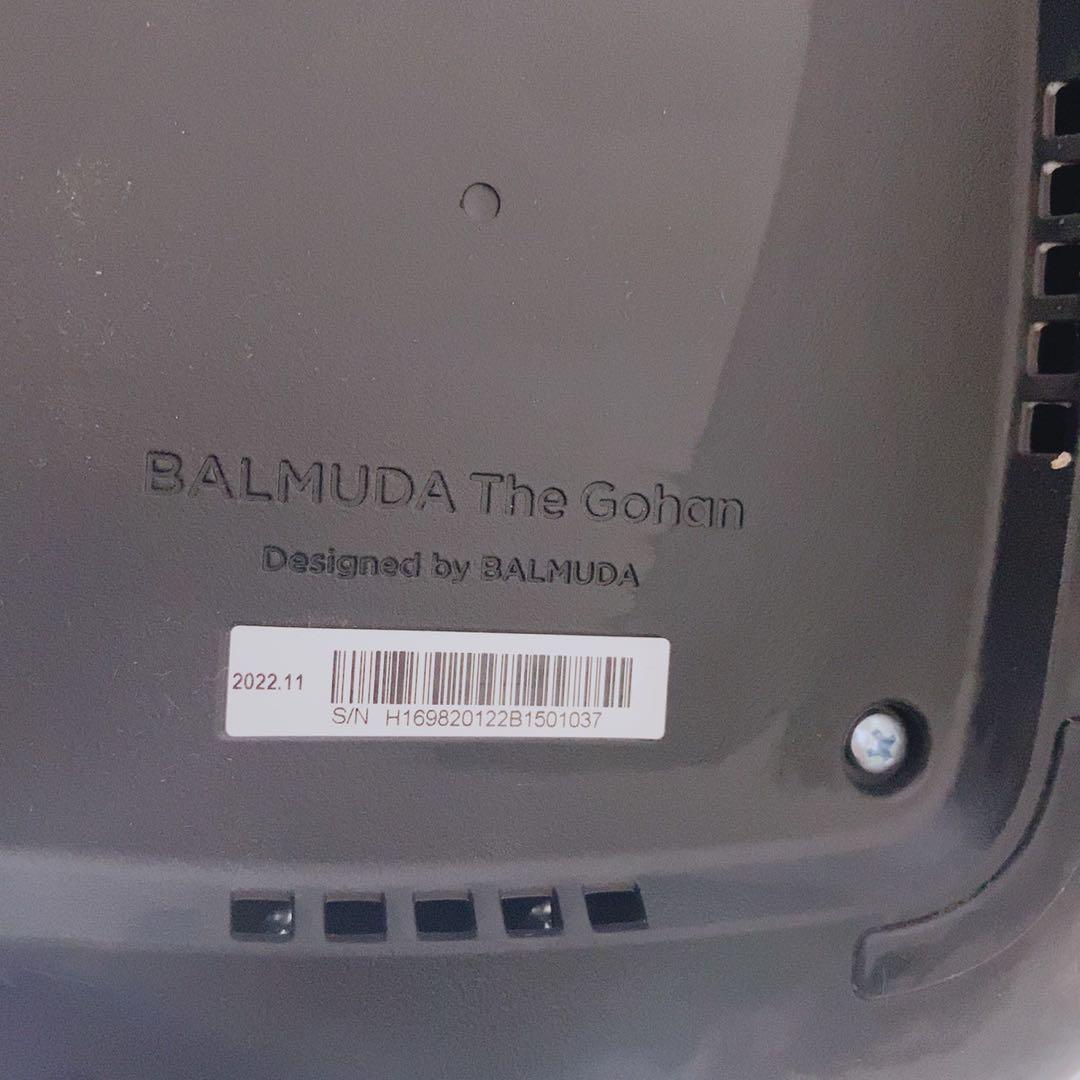 BALMUDA The Gohan
Designed by BALMUDA
2022.11
S/N H169820122B1501037